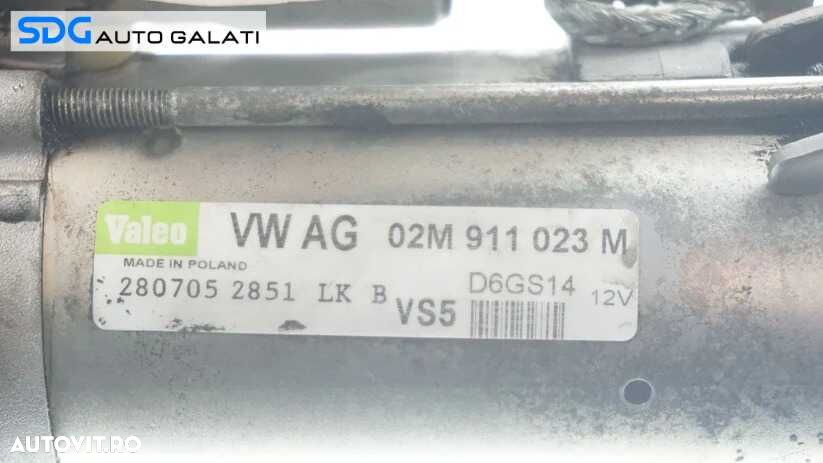 SDG AUTO GALATI
Valeo VW AG 02M 911 023 M
MADE IN POLAND
280705 2851 LK B VS5 D6GS14 12V
AUTOVIT.RO